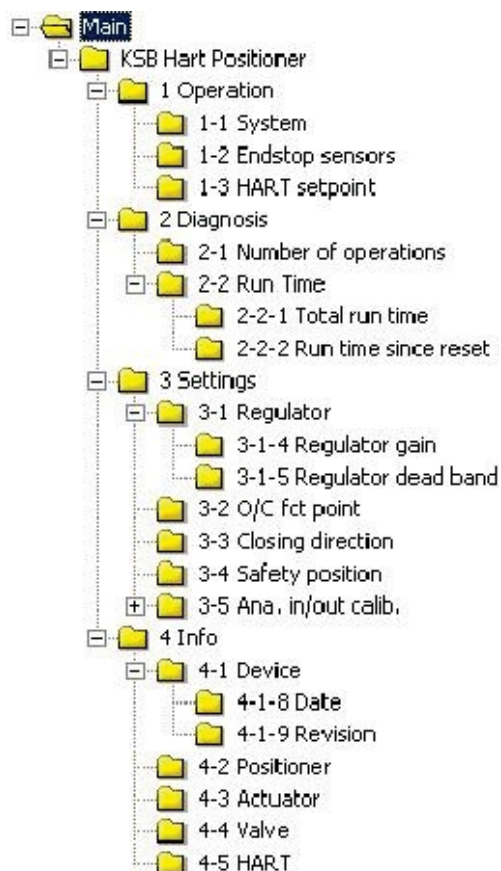 Main
KSB Hart Positioner
1 Operation
1-1 System
1-2 Endstop sensors
1-3 HART setpoint
2 Diagnosis
2-1 Number of operations
2-2 Run Time
2-2-1 Total run time
2-2-2 Run time since reset
3 Settings
3-1 Regulator
3-1-4 Regulator gain
3-1-5 Regulator dead band
3-2 O/C fct point
3-3 Closing direction
3-4 Safety position
3-5 Ana. in/out calib.
4 Info
4-1 Device
4-1-8 Date
4-1-9 Revision
4-2 Positioner
4-3 Actuator
4-4 Valve
4-5 HART